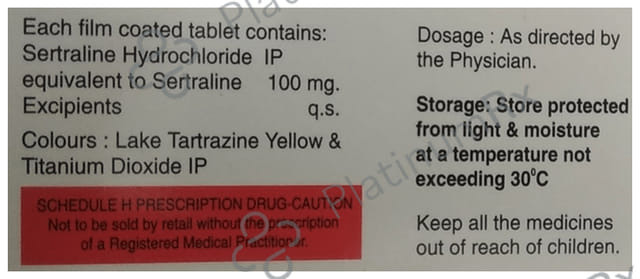 Each film coated tablet contains:
Sertraline Hydrochloride IP
equivalent to Sertraline 100 mg.
Excipients q.s.
Colours : Lake Tartrazine Yellow &
Titanium Dioxide IP
SCHEDULE H PRESCRIPTION DRUG-CAUTION
Not to be sold by retail without the prescription
of a Registered Medical Practitioner.
Dosage : As directed by
the Physician.
Storage: Store protected
from light & moisture
at a temperature not
exceeding 30°C
Keep all the medicines
out of reach of children.
PlatinumRx